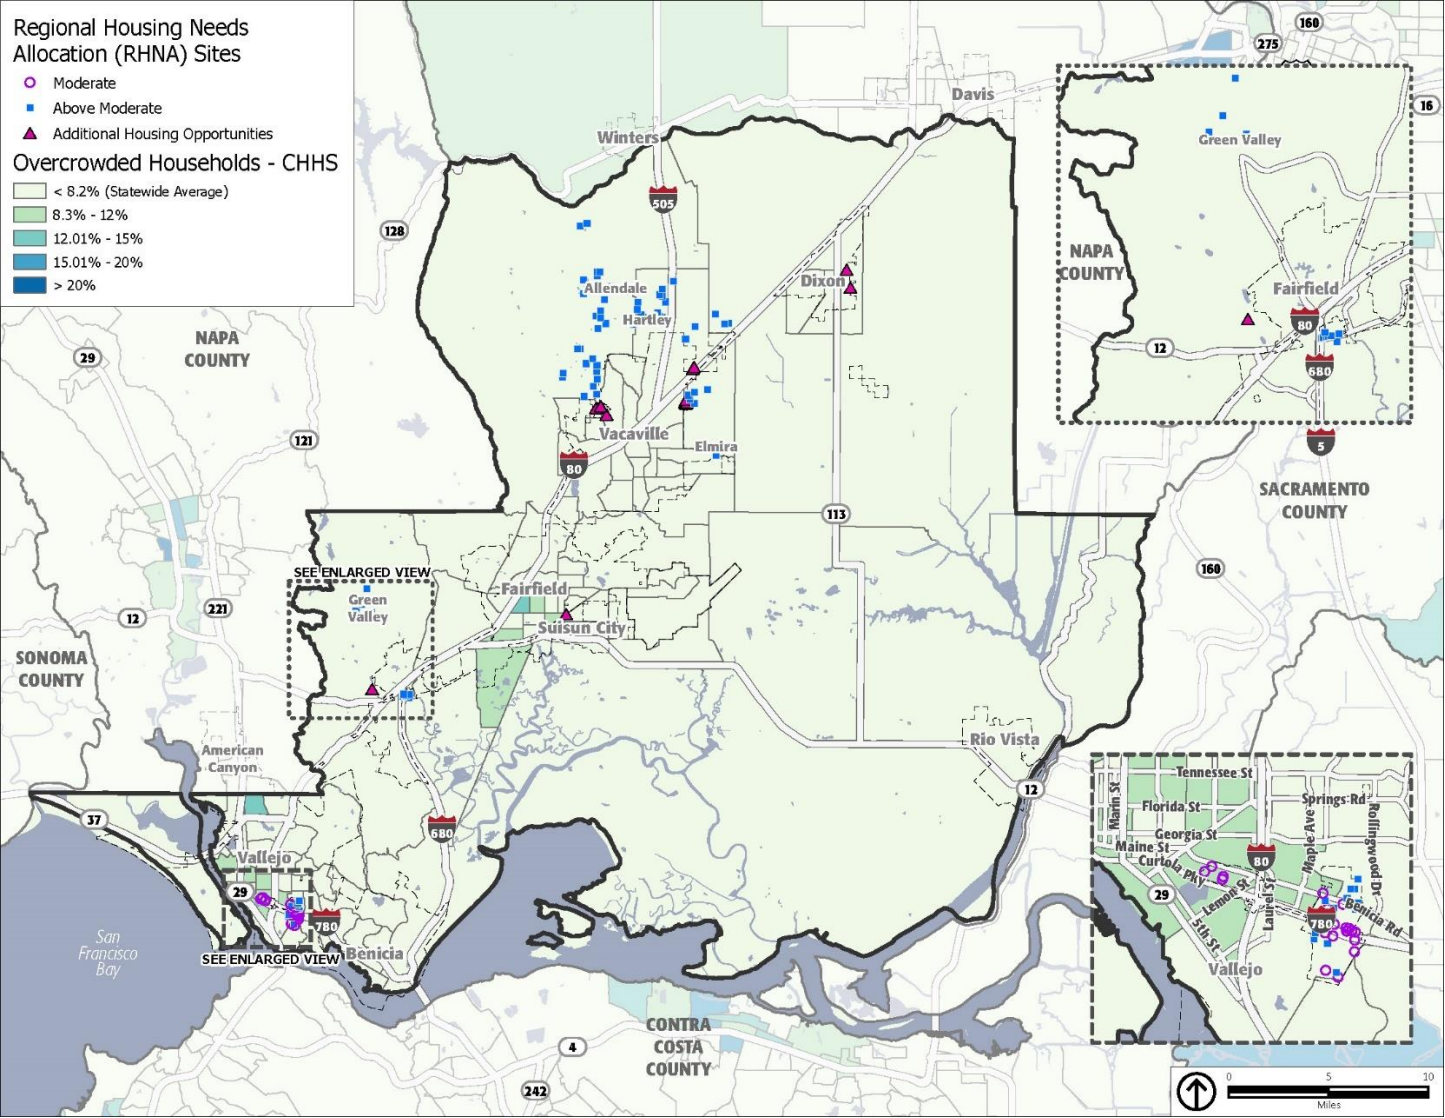 Regional Housing Needs
Allocation (RHNA) Sites
Moderate
Above Moderate
Additional Housing Opportunities
Overcrowded Households - CHHS
< 8.2% (Statewide Average)
8.3% - 12%
12.01% - 15%
15.01% - 20%
> 20%
160
275
16
Davis
Winters
505
128
Green Valley
NAPA
COUNTY
Fairfield
80
12
680
Allendale
Hartley
Dixon
NAPA
COUNTY
29
121
Vacaville
Elmira
80
5
SACRAMENTO
COUNTY
113
160
SEE ENLARGED VIEW
Green
Valley
Fairfield
Suisun City
12
221
SONOMA
COUNTY
American
Canyon
Rio Vista
12
37
680
Vallejo
29
780
SEE ENLARGED VIEW
Benicia
San
Francisco
Bay
Tennessee St
Marin St
Florida St
Springs Rd
Georgia St
Maple Ave
Rollingwood Dr
Maine St
Curtola Pky
80
29
Lemon St
Laurel St
780
Benicia Rd
5th St
Vallejo
CONTRA
COSTA
COUNTY
4
242
0 5 10
Miles